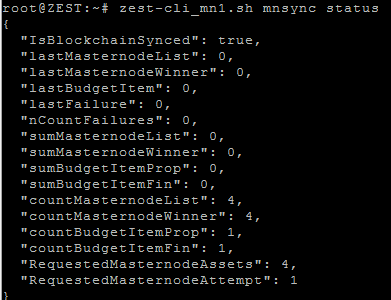 root@ZEST:~# zest-cli_mn1.sh mnsync status
{
  "IsBlockchainSynced": true,
  "lastMasternodeList": 0,
  "lastMasternodeWinner": 0,
  "lastBudgetItem": 0,
  "lastFailure": 0,
  "nCountFailures": 0,
  "sumMasternodeList": 0,
  "sumMasternodeWinner": 0,
  "sumBudgetItemProp": 0,
  "sumBudgetItemFin": 0,
  "countMasternodeList": 4,
  "countMasternodeWinner": 4,
  "countBudgetItemProp": 1,
  "countBudgetItemFin": 1,
  "RequestedMasternodeAssets": 4,
  "RequestedMasternodeAttempt": 1
}